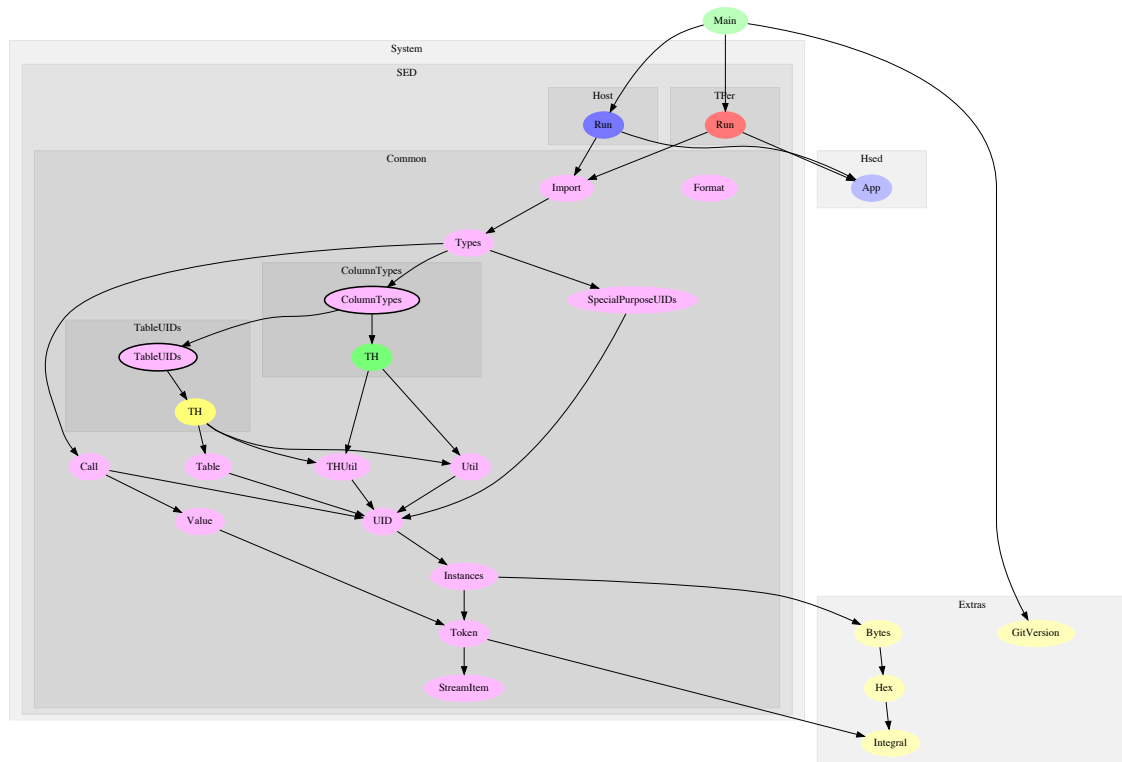 Main
System
SED
Host
TPer
Run
Run
Common
Hsed
Import
Format
App
Types
ColumnTypes
ColumnTypes
SpecialPurposeUIDs
TableUIDs
TableUIDs
TH
TH
Call
Table
THUtil
Util
Value
UID
Instances
Extras
Token
Bytes
GitVersion
StreamItem
Hex
Integral